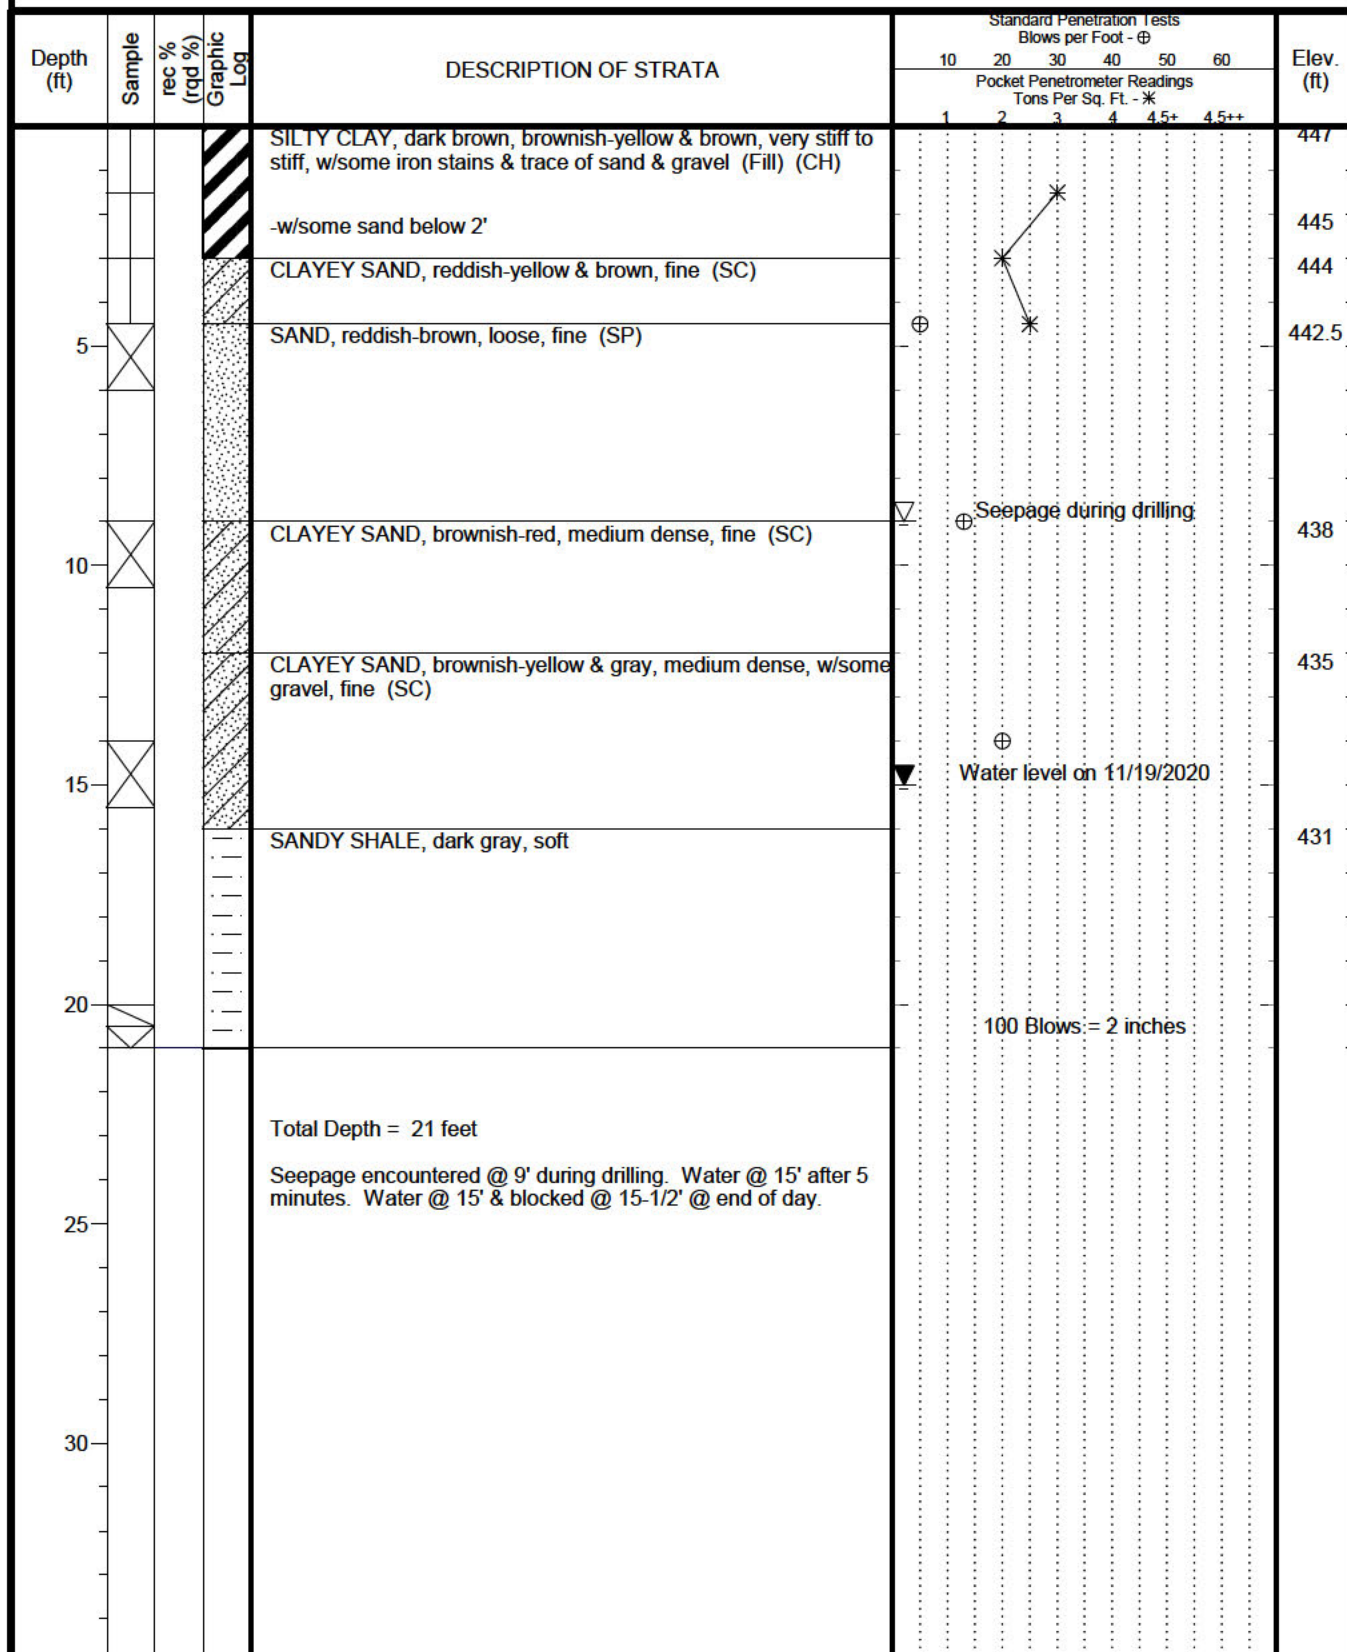 Depth
(ft)
Sample
rec %
(rqd %)
Graphic
Log
DESCRIPTION OF STRATA
Standard Penetration Tests
Blows per Foot - ⊕
10 20 30 40 50 60
Pocket Penetrometer Readings
Tons Per Sq. Ft. - ✳
1 2 3 4 4.5+ 4.5++
Elev.
(ft)
SILTY CLAY, dark brown, brownish-yellow & brown, very stiff to
stiff, w/some iron stains & trace of sand & gravel (Fill) (CH)
447
-w/some sand below 2'
445
CLAYEY SAND, reddish-yellow & brown, fine (SC)
444
5
SAND, reddish-brown, loose, fine (SP)
442.5
Seepage during drilling
CLAYEY SAND, brownish-red, medium dense, fine (SC)
438
10
CLAYEY SAND, brownish-yellow & gray, medium dense, w/some
gravel, fine (SC)
435
Water level on 11/19/2020
15
SANDY SHALE, dark gray, soft
431
20
100 Blows = 2 inches
Total Depth = 21 feet
Seepage encountered @ 9' during drilling. Water @ 15' after 5
minutes. Water @ 15' & blocked @ 15-1/2' @ end of day.
25
30